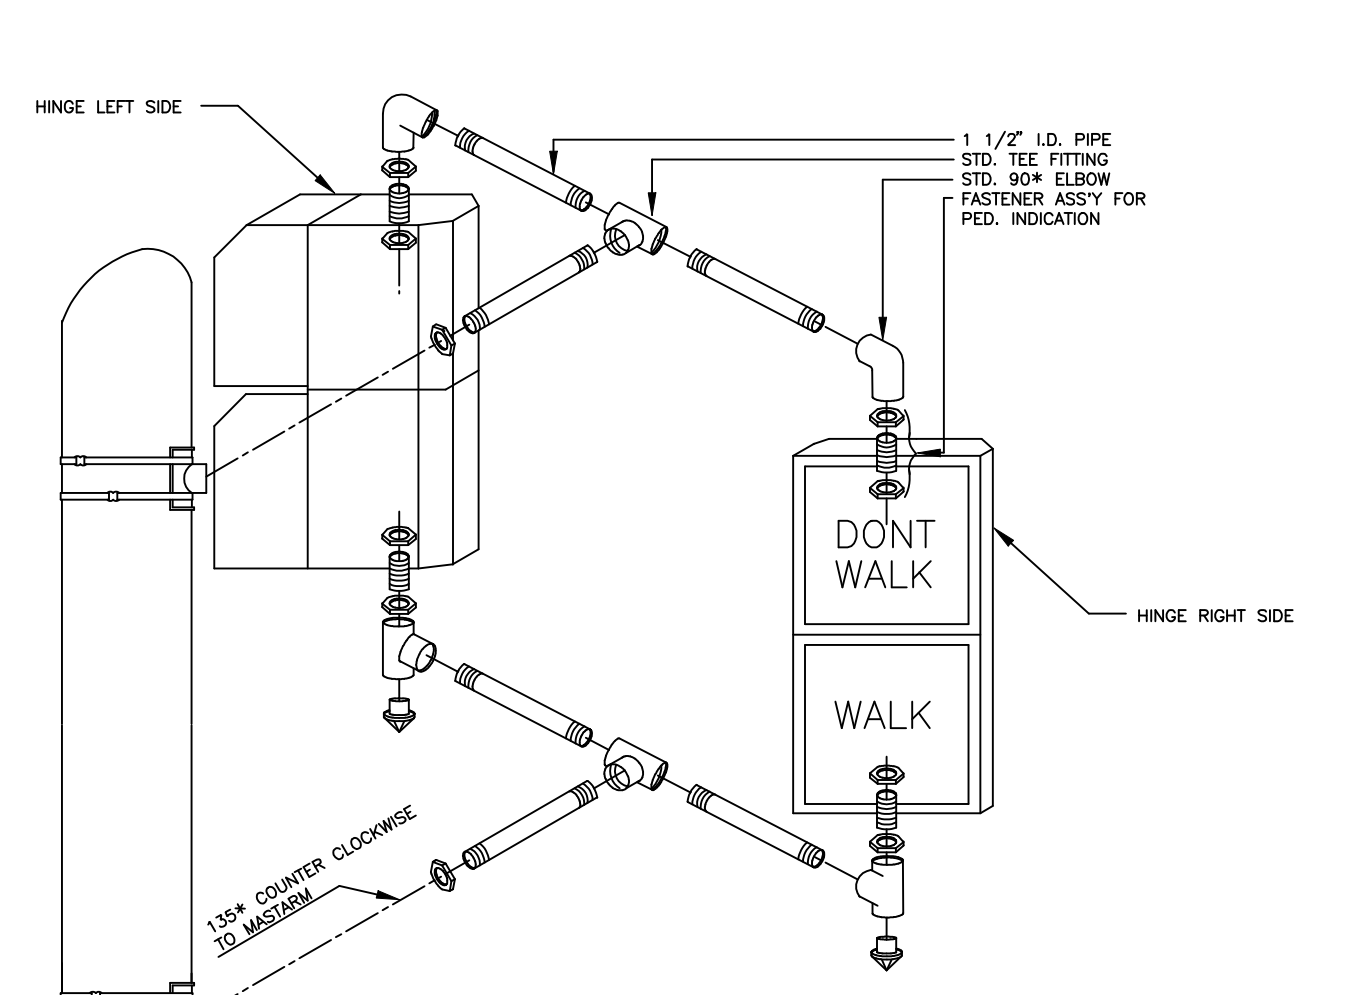 HINGE LEFT SIDE
1 1/2" I.D. PIPE
STD. TEE FITTING
STD. 90* ELBOW
FASTENER ASS'Y FOR
PED. INDICATION
DONT
WALK
HINGE RIGHT SIDE
WALK
135* COUNTER CLOCKWISE
TO MASTARM